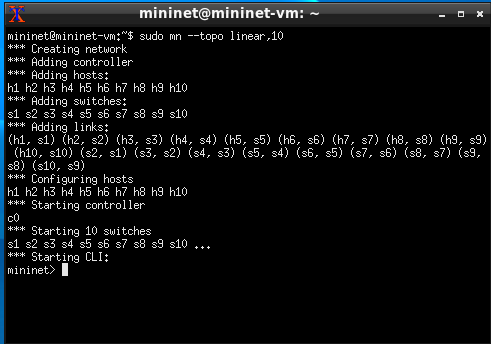 mininet@mininet-vm: ~
mininet@mininet-vm:~$ sudo mn --topo linear,10
*** Creating network
*** Adding controller
*** Adding hosts:
h1 h2 h3 h4 h5 h6 h7 h8 h9 h10
*** Adding switches:
s1 s2 s3 s4 s5 s6 s7 s8 s9 s10
*** Adding links:
(h1, s1) (h2, s2) (h3, s3) (h4, s4) (h5, s5) (h6, s6) (h7, s7) (h8, s8) (h9, s9)
(h10, s10) (s2, s1) (s3, s2) (s4, s3) (s5, s4) (s6, s5) (s7, s6) (s8, s7) (s9,
s8) (s10, s9)
*** Configuring hosts
h1 h2 h3 h4 h5 h6 h7 h8 h9 h10
*** Starting controller
c0
*** Starting 10 switches
s1 s2 s3 s4 s5 s6 s7 s8 s9 s10 ...
*** Starting CLI:
mininet>